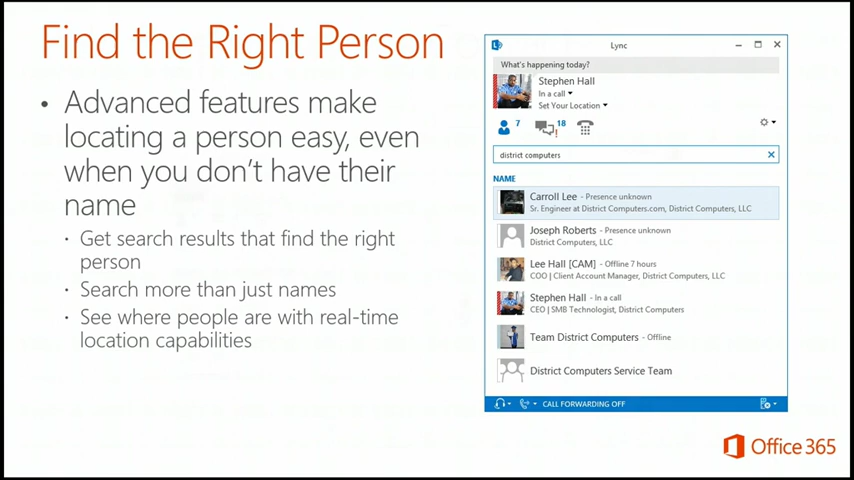 Find the Right Person
• Advanced features make
locating a person easy, even
when you don't have their
name
• Get search results that find the right
person
• Search more than just names
• See where people are with real-time
location capabilities
Lync
What's happening today?
Stephen Hall
In a call
Set Your Location
7
18
district computers
NAME
Carroll Lee - Presence unknown
Sr. Engineer at District Computers.com, District Computers, LLC
Joseph Roberts - Presence unknown
District Computers, LLC
Lee Hall [CAM] - Offline 7 hours
COO | Client Account Manager, District Computers, LLC
Stephen Hall - In a call
CEO | SMB Technologist, District Computers
Team District Computers - Offline
District Computers Service Team
CALL FORWARDING OFF
Office 365